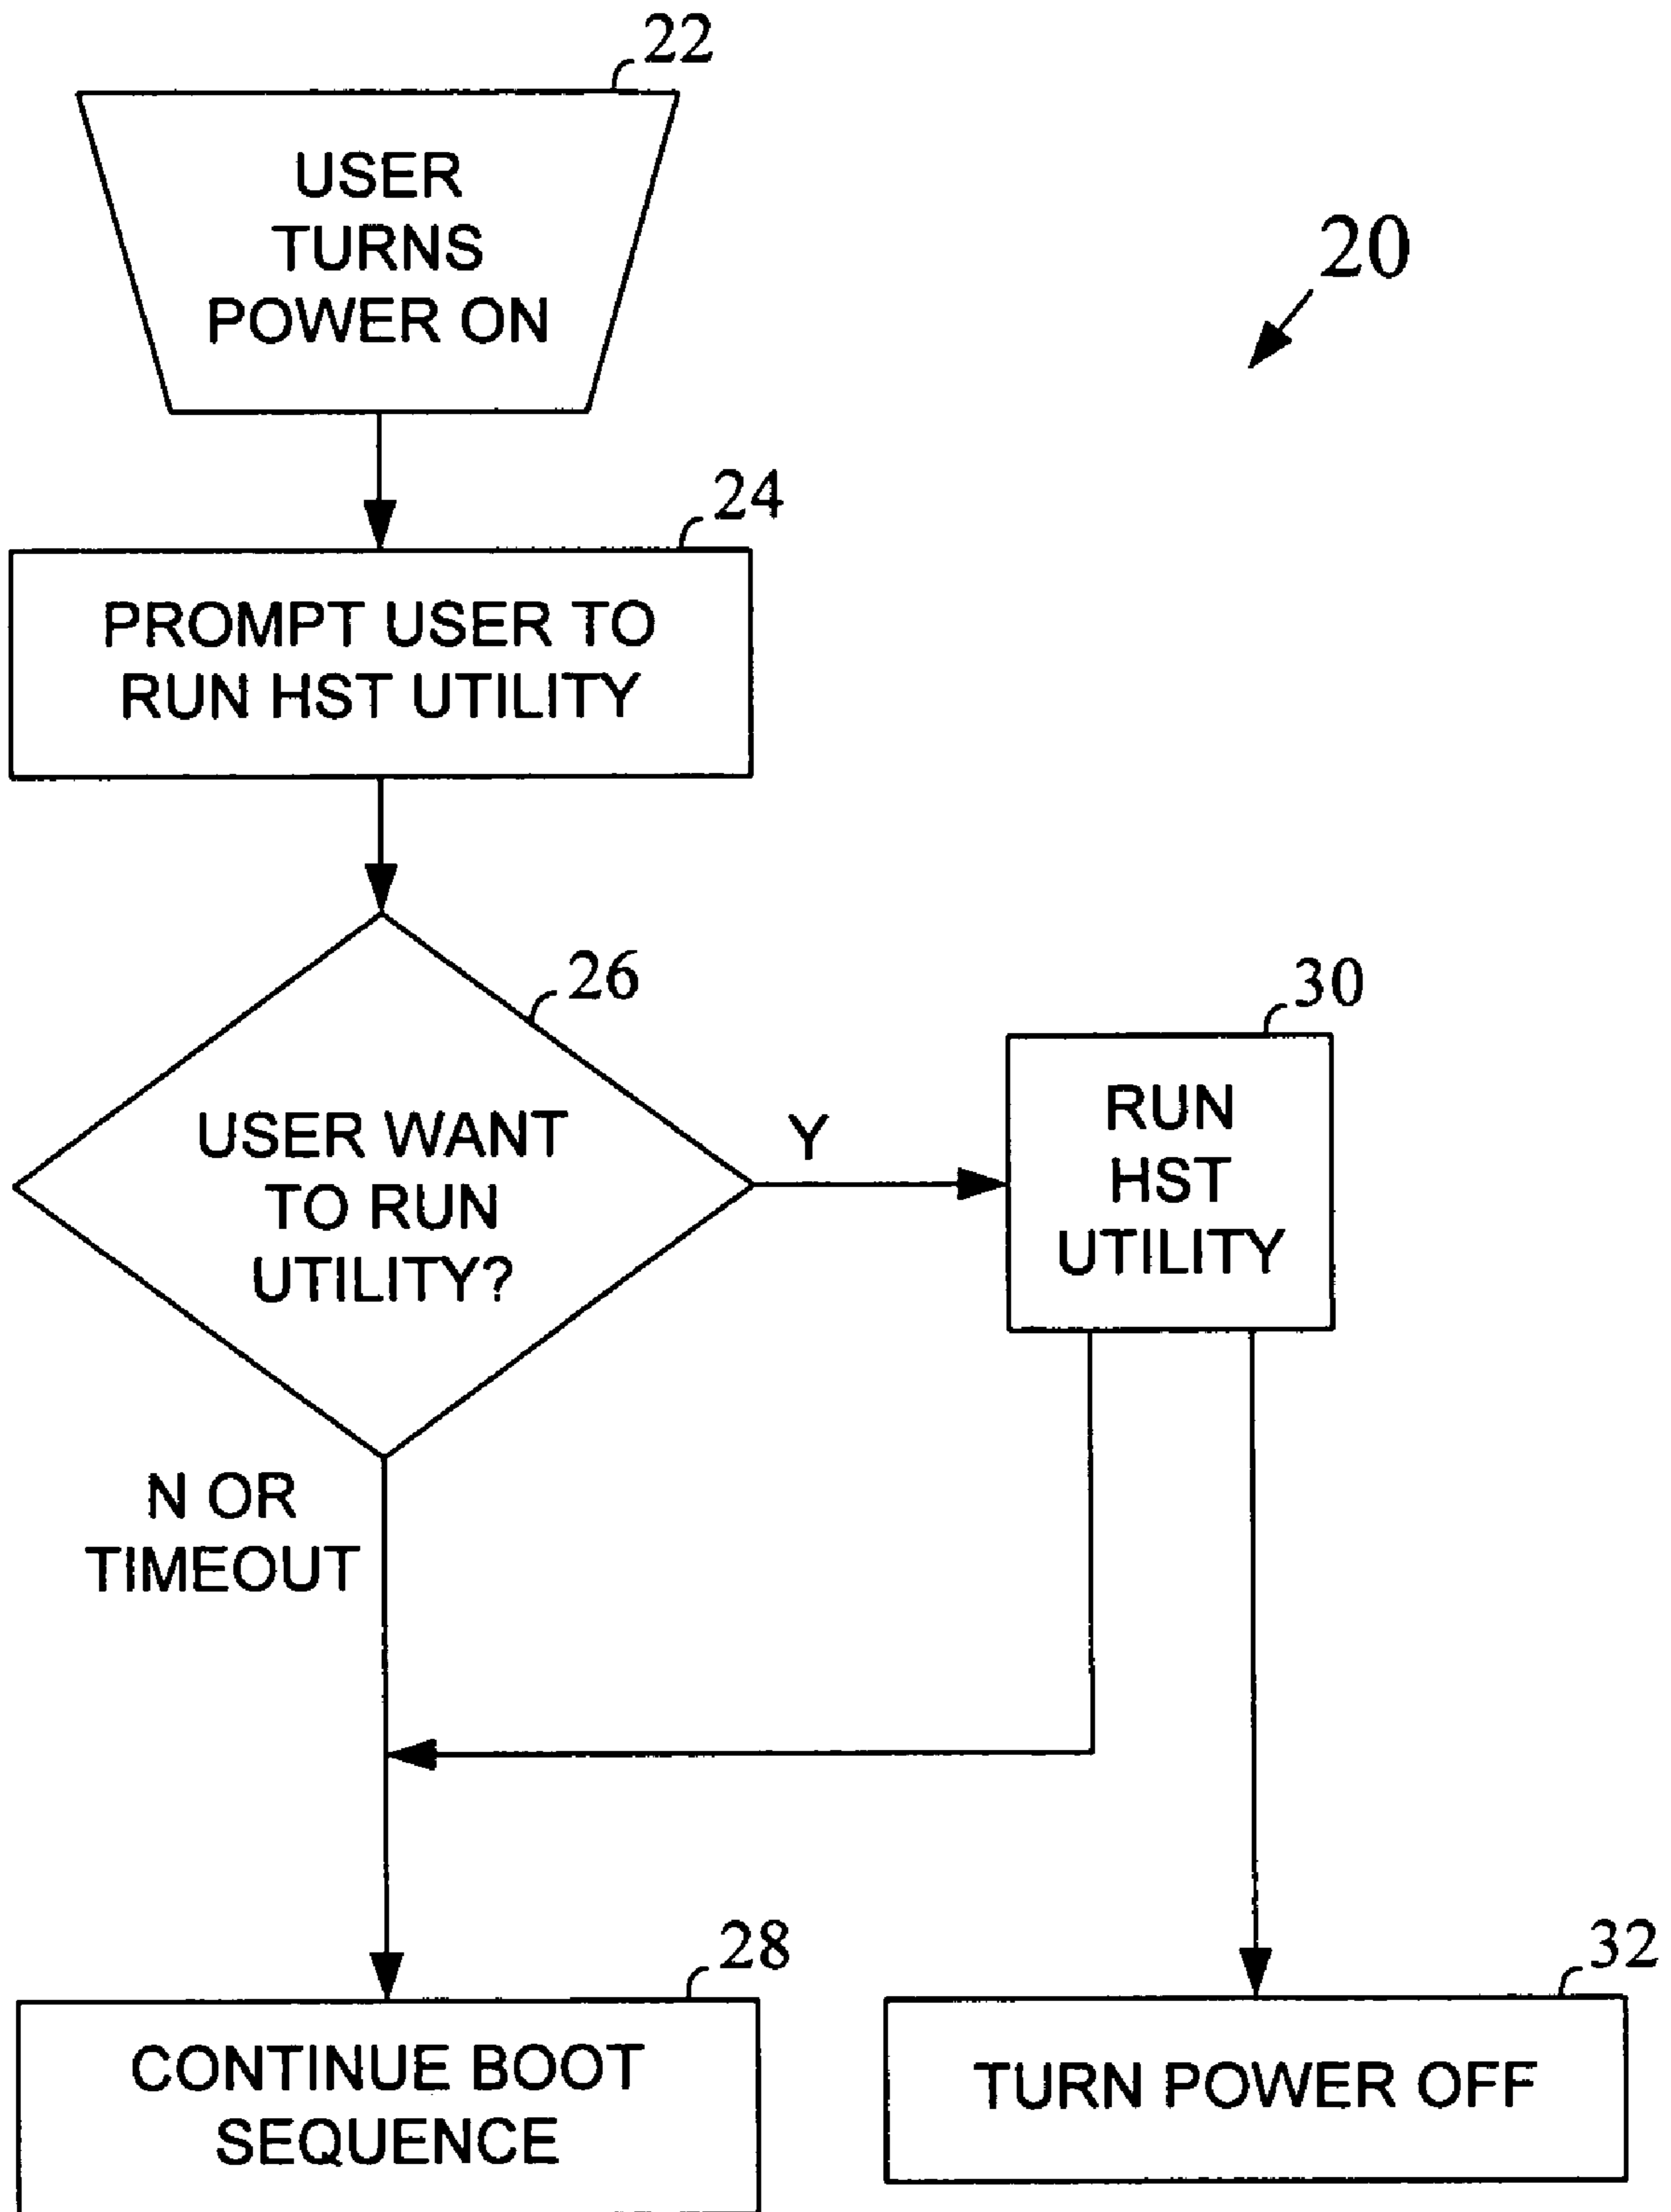 22
USER
TURNS
POWER ON
20
24
PROMPT USER TO
RUN HST UTILITY
26
USER WANT
TO RUN
UTILITY?
Y
30
RUN
HST
UTILITY
N OR
TIMEOUT
28
CONTINUE BOOT
SEQUENCE
32
TURN POWER OFF